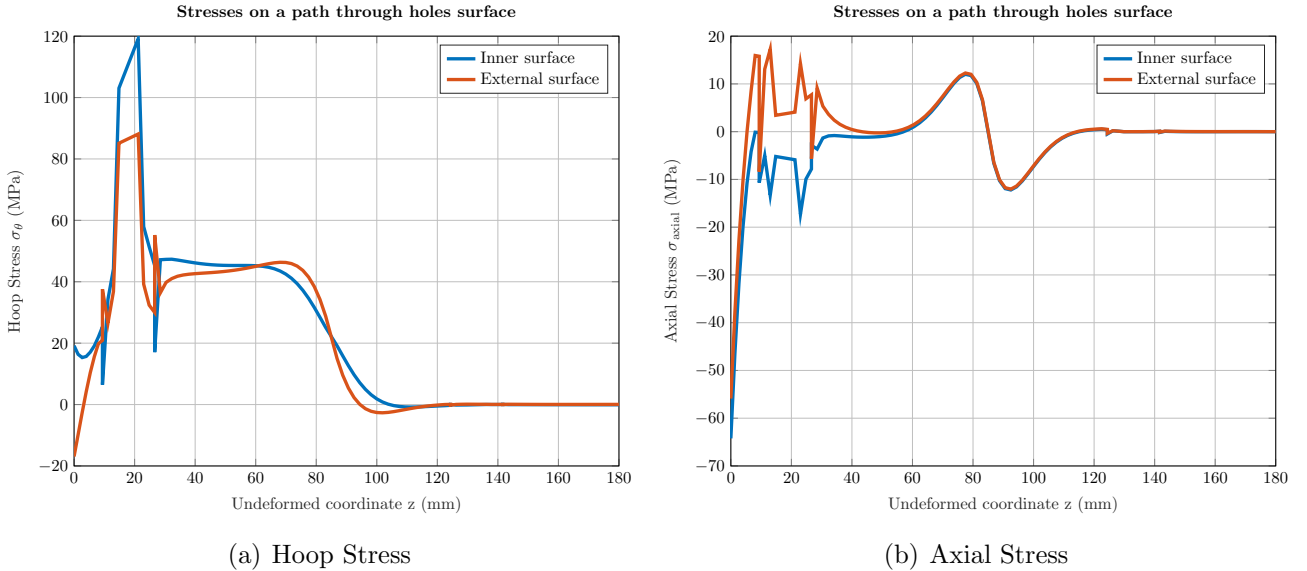 Stresses on a path through holes surface
Inner surface
External surface
120
100
80
60
40
20
0
−20
Hoop Stress σθ (MPa)
0 20 40 60 80 100 120 140 160 180
Undeformed coordinate z (mm)
(a) Hoop Stress
Stresses on a path through holes surface
Inner surface
External surface
20
10
0
−10
−20
−30
−40
−50
−60
−70
Axial Stress σaxial (MPa)
0 20 40 60 80 100 120 140 160 180
Undeformed coordinate z (mm)
(b) Axial Stress